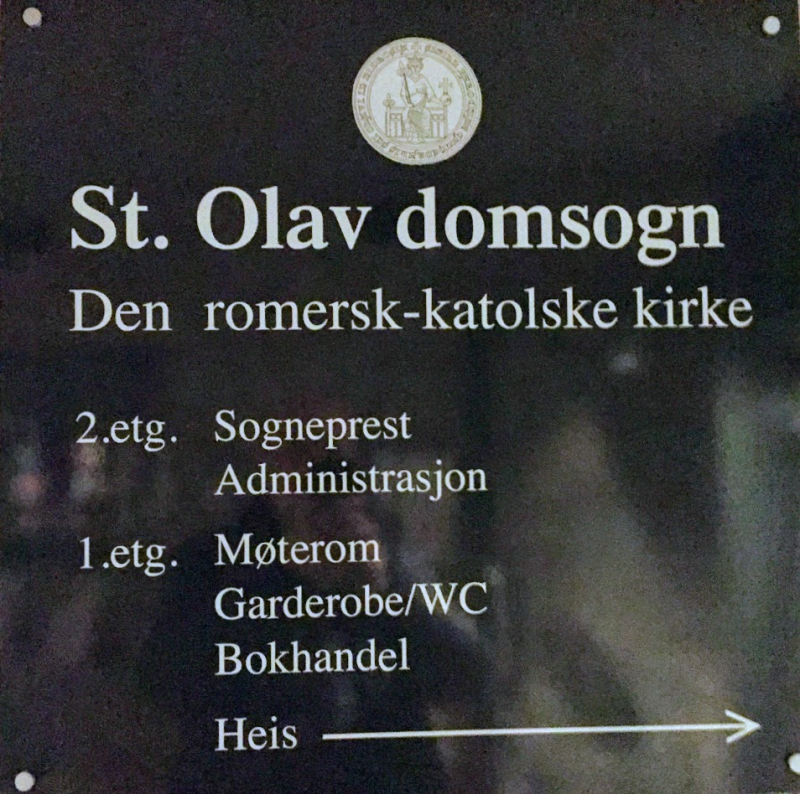 St. Olav domsogn
Den romersk-katolske kirke
2.etg. Sogneprest
Administrasjon
1.etg. Møterom
Garderobe/WC
Bokhandel
Heis